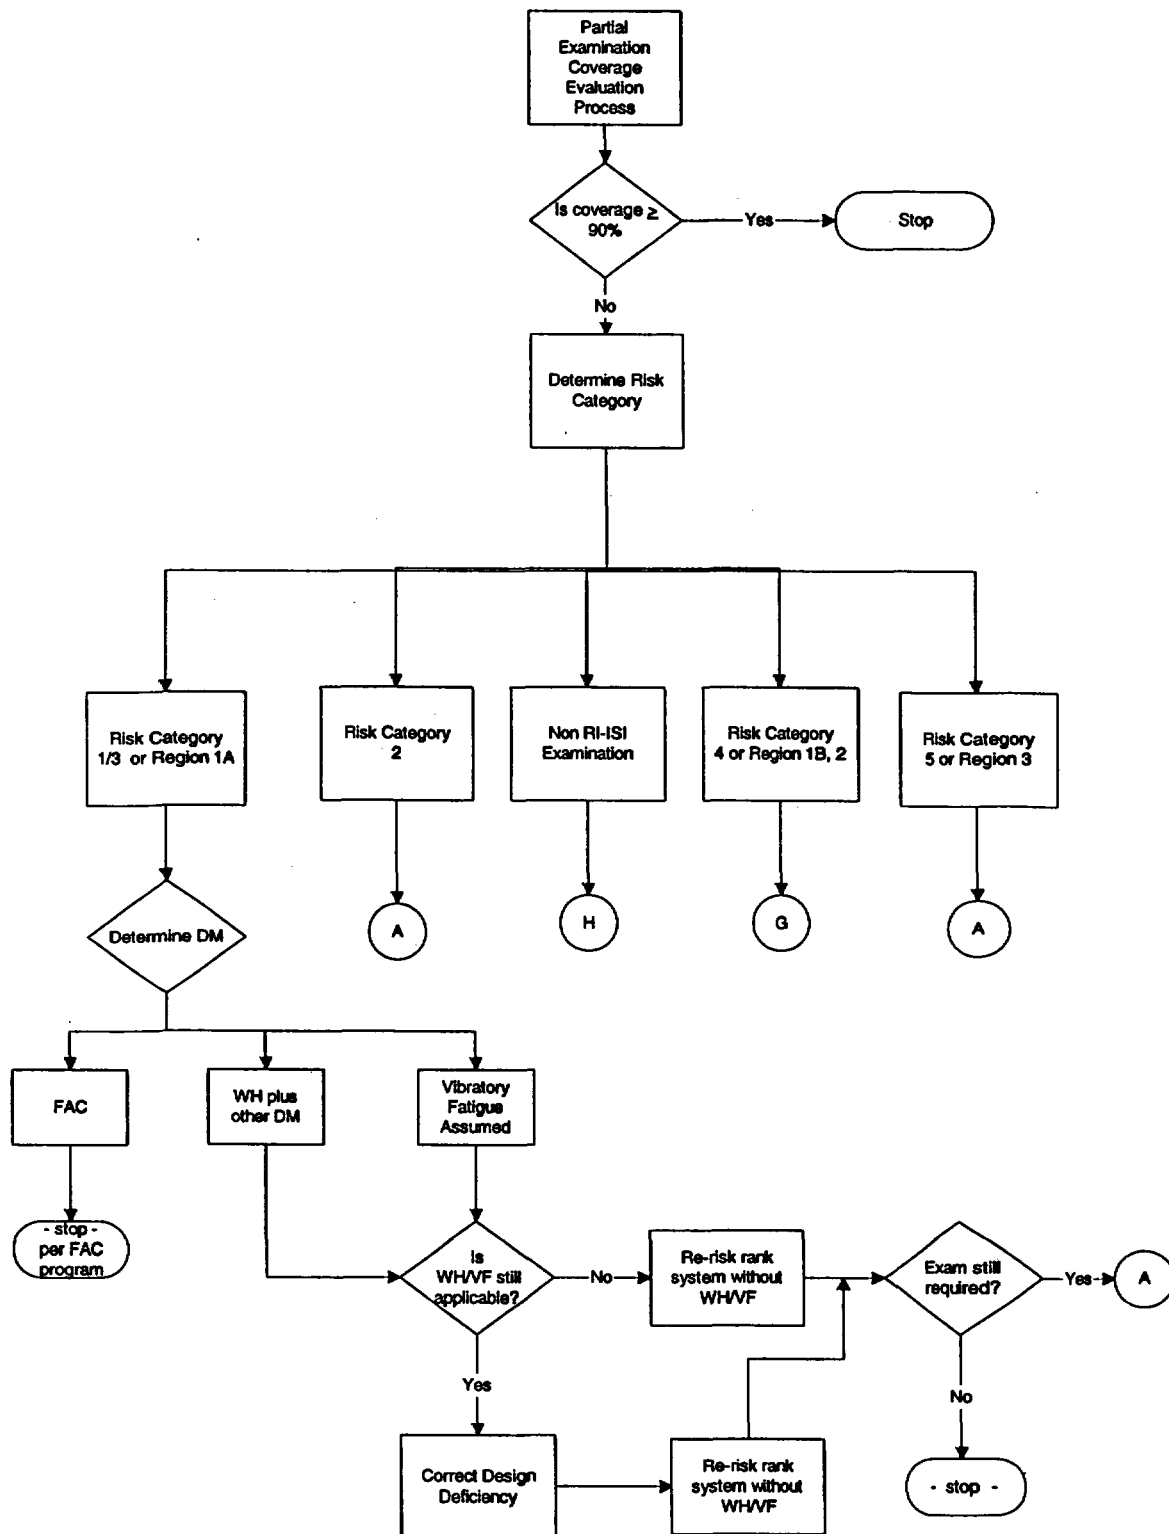 Partial
Examination
Coverage
Evaluation
Process
Is coverage ≥
90%
Yes
Stop
No
Determine Risk
Category
Risk Category
1/3 or Region 1A
Risk Category
2
Non RI-ISI
Examination
Risk Category
4 or Region 1B, 2
Risk Category
5 or Region 3
Determine DM
A
H
G
A
FAC
WH plus
other DM
Vibratory
Fatigue
Assumed
- stop -
per FAC
program
Is
WH/VF still
applicable?
No
Re-risk rank
system without
WH/VF
Exam still
required?
Yes
A
Yes
No
Correct Design
Deficiency
Re-risk rank
system without
WH/VF
- stop -